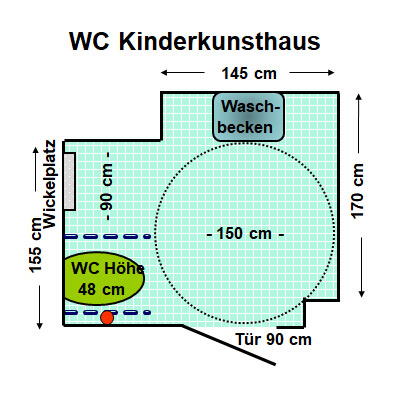 WC Kinderkunsthaus
145 cm
Wasch-
becken
Wickelplatz
- 90 cm -
155 cm
170 cm
- 150 cm -
WC Höhe
48 cm
Tür 90 cm